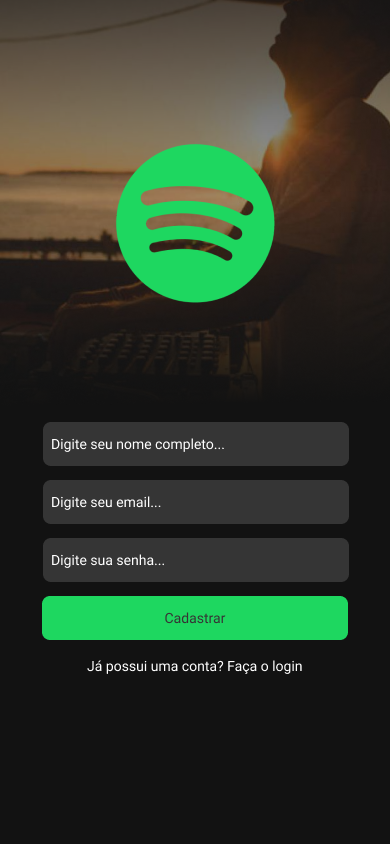 Digite seu nome completo...
Digite seu email...
Digite sua senha...
Cadastrar
Já possui uma conta? Faça o login